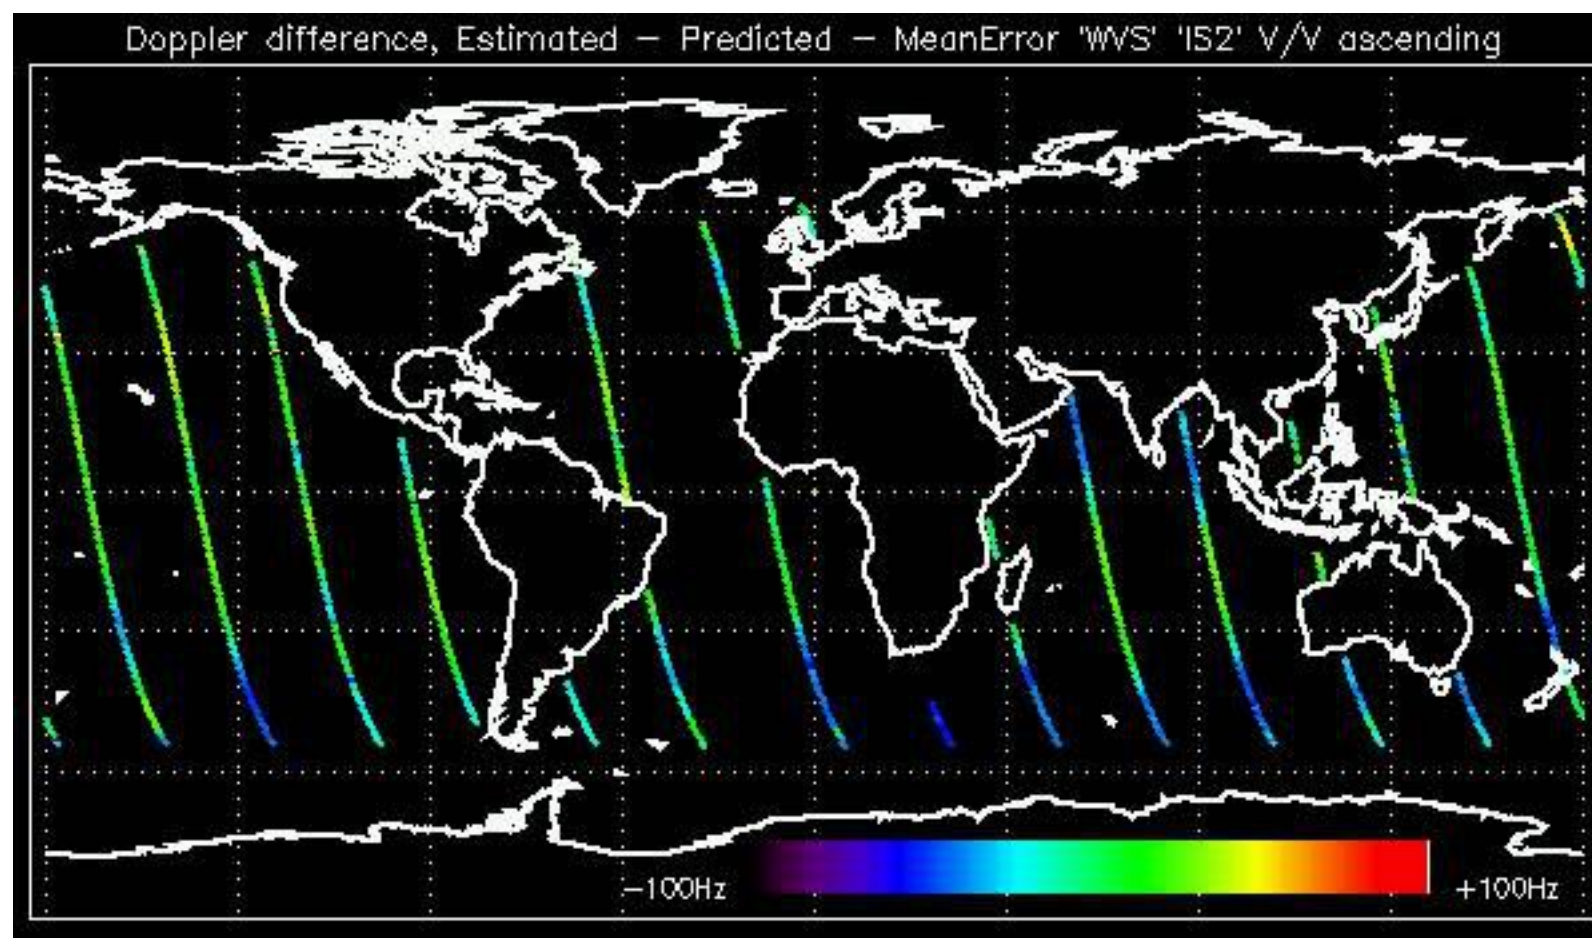 Doppler difference, Estimated − Predicted − MeanError 'WVS' 'IS2' V/V ascending
−100Hz +100Hz